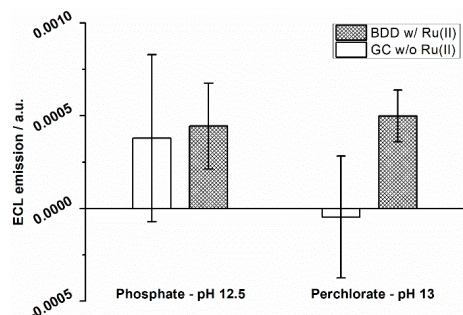 0.0010
BDD w/ Ru(II)
GC w/o Ru(II)
0.0005
0.0000
-0.0005
ECL emission / a.u.
Phosphate - pH 12.5 Perchlorate - pH 13